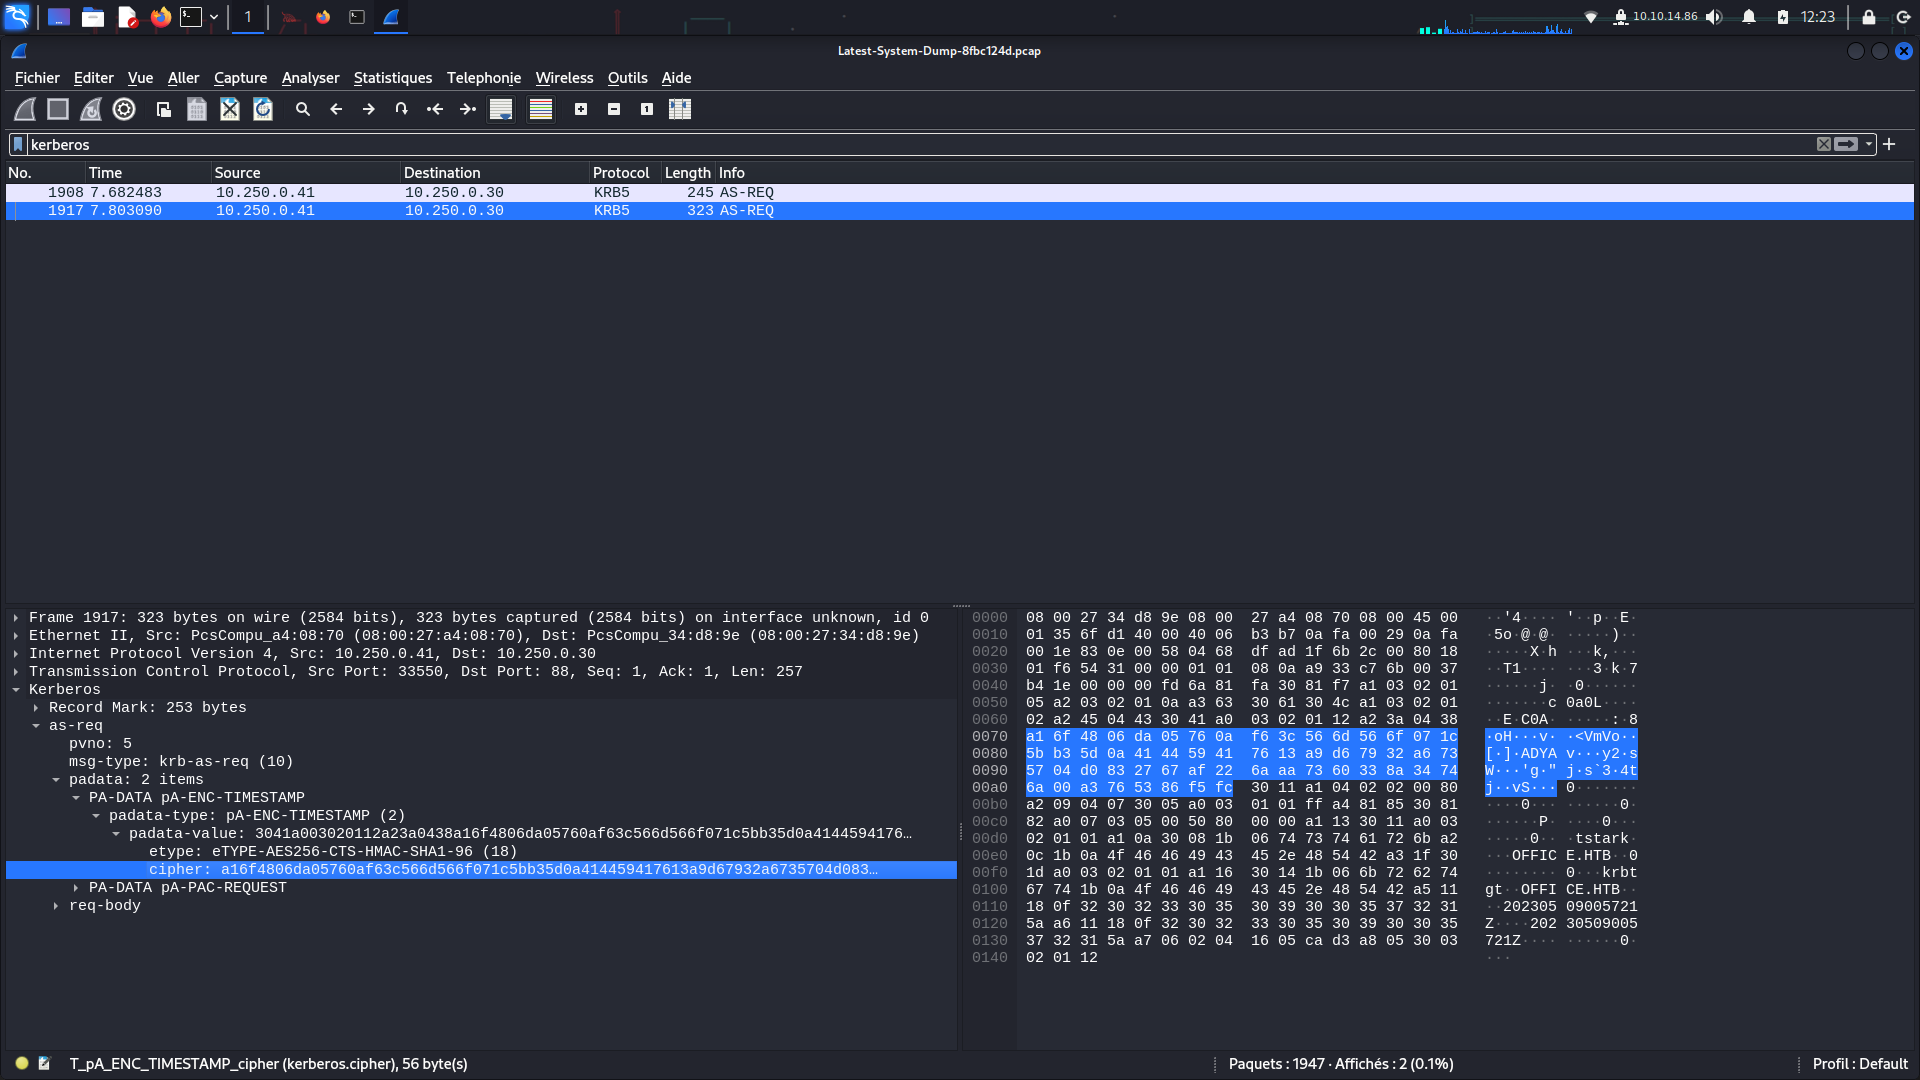 1
10.10.14.86
12:23
Latest-System-Dump-8fbc124d.pcap
Fichier Editer Vue Aller Capture Analyser Statistiques Telephonie Wireless Outils Aide
kerberos
No. Time Source Destination Protocol Length Info
1908 7.682483 10.250.0.41 10.250.0.30 KRB5 245 AS-REQ
1917 7.803090 10.250.0.41 10.250.0.30 KRB5 323 AS-REQ
Frame 1917: 323 bytes on wire (2584 bits), 323 bytes captured (2584 bits) on interface unknown, id 0
Ethernet II, Src: PcsCompu_a4:08:70 (08:00:27:a4:08:70), Dst: PcsCompu_34:d8:9e (08:00:27:34:d8:9e)
Internet Protocol Version 4, Src: 10.250.0.41, Dst: 10.250.0.30
Transmission Control Protocol, Src Port: 33550, Dst Port: 88, Seq: 1, Ack: 1, Len: 257
Kerberos
Record Mark: 253 bytes
as-req
pvno: 5
msg-type: krb-as-req (10)
padata: 2 items
PA-DATA pA-ENC-TIMESTAMP
padata-type: pA-ENC-TIMESTAMP (2)
padata-value: 3041a003020112a23a0438a16f4806da05760af63c566d566f071c5bb35d0a4144594176…
etype: eTYPE-AES256-CTS-HMAC-SHA1-96 (18)
cipher: a16f4806da05760af63c566d566f071c5bb35d0a414459417613a9d67932a6735704d083…
PA-DATA pA-PAC-REQUEST
req-body
0000 08 00 27 34 d8 9e 08 00 27 a4 08 70 08 00 45 00 ··'4···· '··p··E·
0010 01 35 6f d1 40 00 40 06 b3 b7 0a fa 00 29 0a fa ·5o·@·@· ·····)··
0020 00 1e 83 0e 00 58 04 68 df ad 1f 6b 2c 00 80 18 ·····X·h ···k,···
0030 01 f6 54 31 00 00 01 01 08 0a a9 33 c7 6b 00 37 ··T1···· ···3·k·7
0040 b4 1e 00 00 00 fd 6a 81 fa 30 81 f7 a1 03 02 01 ······j· ·0······
0050 05 a2 03 02 01 0a a3 63 30 61 30 4c a1 03 02 01 ·······c 0a0L····
0060 02 a2 45 04 43 30 41 a0 03 02 01 12 a2 3a 04 38 ··E·C0A· ·····:·8
0070 a1 6f 48 06 da 05 76 0a f6 3c 56 6d 56 6f 07 1c ·oH···v· ·<VmVo··
0080 5b b3 5d 0a 41 44 59 41 76 13 a9 d6 79 32 a6 73 [·]·ADYA v···y2·s
0090 57 04 d0 83 27 67 af 22 6a aa 73 60 33 8a 34 74 W···'g·" j·s`3·4t
00a0 6a 00 a3 76 53 86 f5 fc 30 11 a1 04 02 02 00 80 j··vS··· 0·······
00b0 a2 09 04 07 30 05 a0 03 01 01 ff a4 81 85 30 81 ····0··· ······0·
00c0 82 a0 07 03 05 00 50 80 00 00 a1 13 30 11 a0 03 ······P· ····0···
00d0 02 01 01 a1 0a 30 08 1b 06 74 73 74 61 72 6b a2 ·····0·· ·tstark·
00e0 0c 1b 0a 4f 46 46 49 43 45 2e 48 54 42 a3 1f 30 ···OFFIC E.HTB··0
00f0 1d a0 03 02 01 01 a1 16 30 14 1b 06 6b 72 62 74 ········ 0···krbt
0100 67 74 1b 0a 4f 46 46 49 43 45 2e 48 54 42 a5 11 gt··OFFI CE.HTB··
0110 18 0f 32 30 32 33 30 35 30 39 30 30 35 37 32 31 ··202305 09005721
0120 5a a6 11 18 0f 32 30 32 33 30 35 30 39 30 30 35 Z····202 30509005
0130 37 32 31 5a a7 06 02 04 16 05 ca d3 a8 05 30 03 721Z···· ······0·
0140 02 01 12 ···
T_pA_ENC_TIMESTAMP_cipher (kerberos.cipher), 56 byte(s)
Paquets : 1947 · Affichés : 2 (0.1%)
Profil : Default